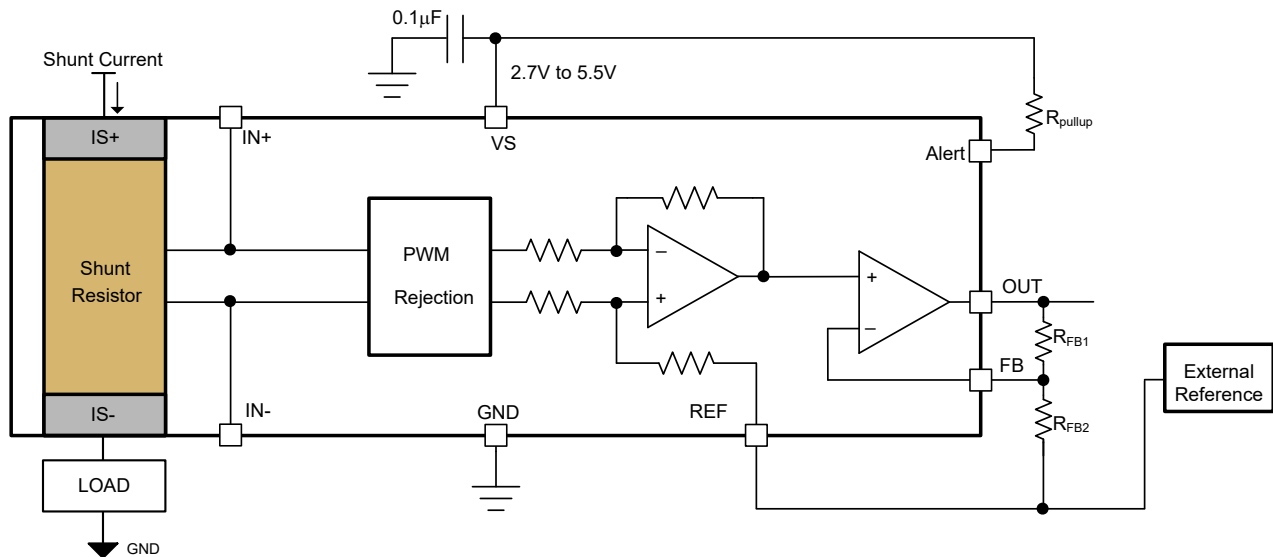 0.1µF
Shunt Current
2.7V to 5.5V
IS+
IN+
VS
Rpullup
Alert
Shunt
Resistor
PWM
Rejection
–
+
+
–
OUT
RFB1
FB
External
Reference
IS-
IN-
GND
REF
RFB2
LOAD
GND